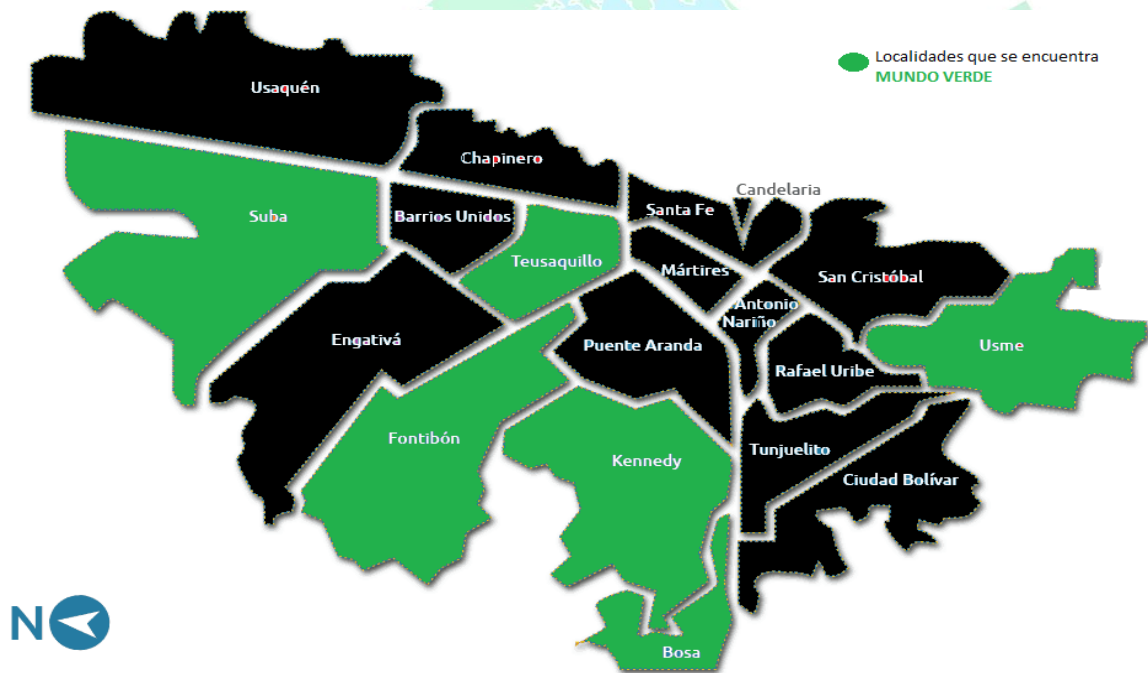 Localidades que se encuentra
MUNDO VERDE
Usaquén
Chapinero
Candelaria
Suba
Barrios Unidos
Santa Fe
Teusaquillo
Mártires
San Cristóbal
Antonio
Nariño
Engativá
Puente Aranda
Usme
Rafael Uribe
Fontibón
Kennedy
Tunjuelito
Ciudad Bolívar
N
Bosa